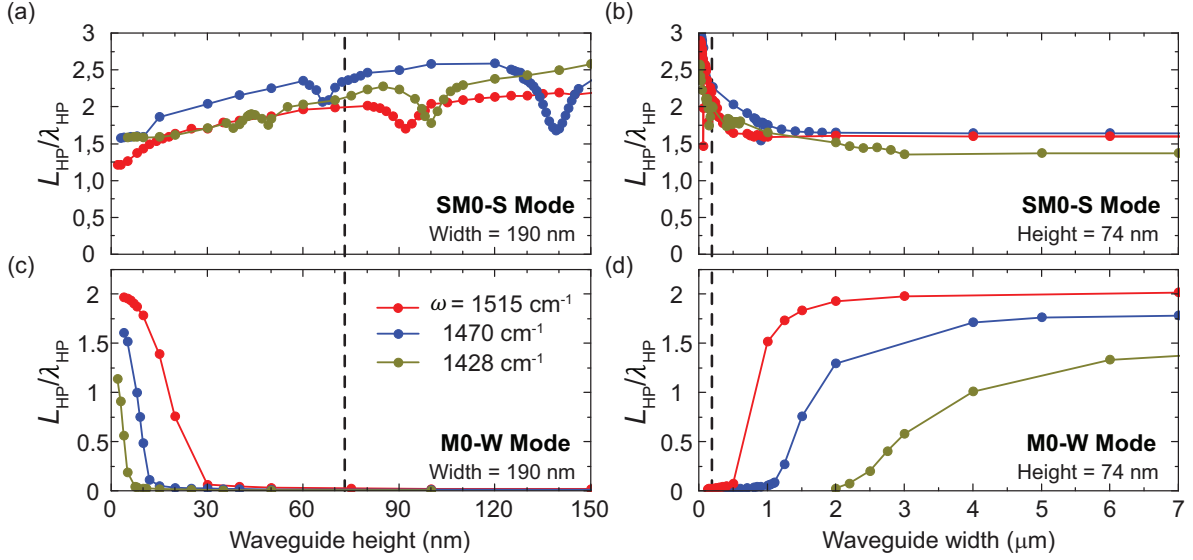 (a)
(b)
3
2.5
2
1.5
1,0
0,5
0
L_HP/λ_HP
SM0-S Mode
Width = 190 nm
3
2.5
2
1.5
1,0
0,5
0
L_HP/λ_HP
SM0-S Mode
Height = 74 nm
(c)
(d)
2
1.5
1
0.5
0
L_HP/λ_HP
ω = 1515 cm⁻¹
1470 cm⁻¹
1428 cm⁻¹
M0-W Mode
Width = 190 nm
0 30 60 90 120 150
Waveguide height (nm)
2
1.5
1
0.5
0
L_HP/λ_HP
M0-W Mode
Height = 74 nm
0 1 2 3 4 5 6 7
Waveguide width (μm)